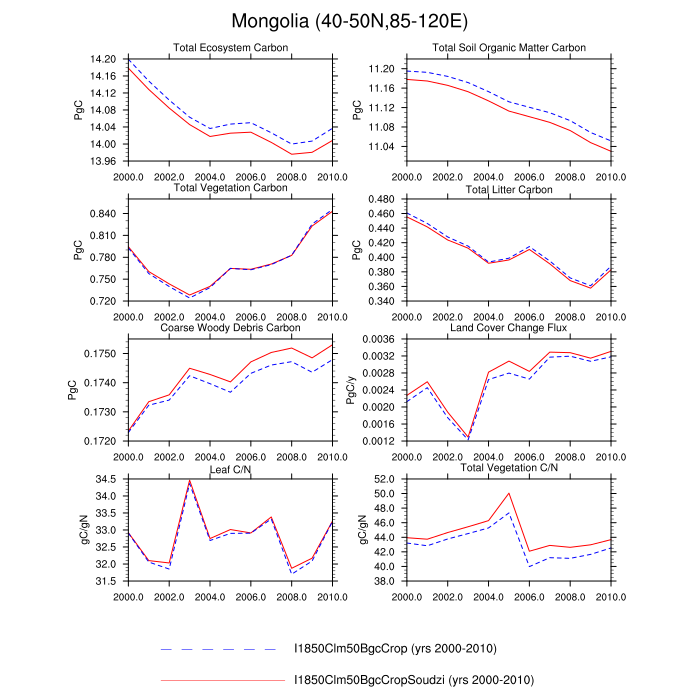 Mongolia (40-50N,85-120E)
Total Ecosystem Carbon
PgC
14.20
14.16
14.12
14.08
14.04
14.00
13.96
2000.0 2002.0 2004.0 2006.0 2008.0 2010.0
Total Soil Organic Matter Carbon
PgC
11.20
11.16
11.12
11.08
11.04
2000.0 2002.0 2004.0 2006.0 2008.0 2010.0
Total Vegetation Carbon
PgC
0.840
0.810
0.780
0.750
0.720
2000.0 2002.0 2004.0 2006.0 2008.0 2010.0
Total Litter Carbon
PgC
0.480
0.460
0.440
0.420
0.400
0.380
0.360
0.340
2000.0 2002.0 2004.0 2006.0 2008.0 2010.0
Coarse Woody Debris Carbon
PgC
0.1750
0.1740
0.1730
0.1720
2000.0 2002.0 2004.0 2006.0 2008.0 2010.0
Land Cover Change Flux
PgC/y
0.0036
0.0032
0.0028
0.0024
0.0020
0.0016
0.0012
2000.0 2002.0 2004.0 2006.0 2008.0 2010.0
Leaf C/N
gC/gN
34.5
34.0
33.5
33.0
32.5
32.0
31.5
2000.0 2002.0 2004.0 2006.0 2008.0 2010.0
Total Vegetation C/N
gC/gN
52.0
50.0
48.0
46.0
44.0
42.0
40.0
38.0
2000.0 2002.0 2004.0 2006.0 2008.0 2010.0
I1850Clm50BgcCrop (yrs 2000-2010)
I1850Clm50BgcCropSoudzi (yrs 2000-2010)